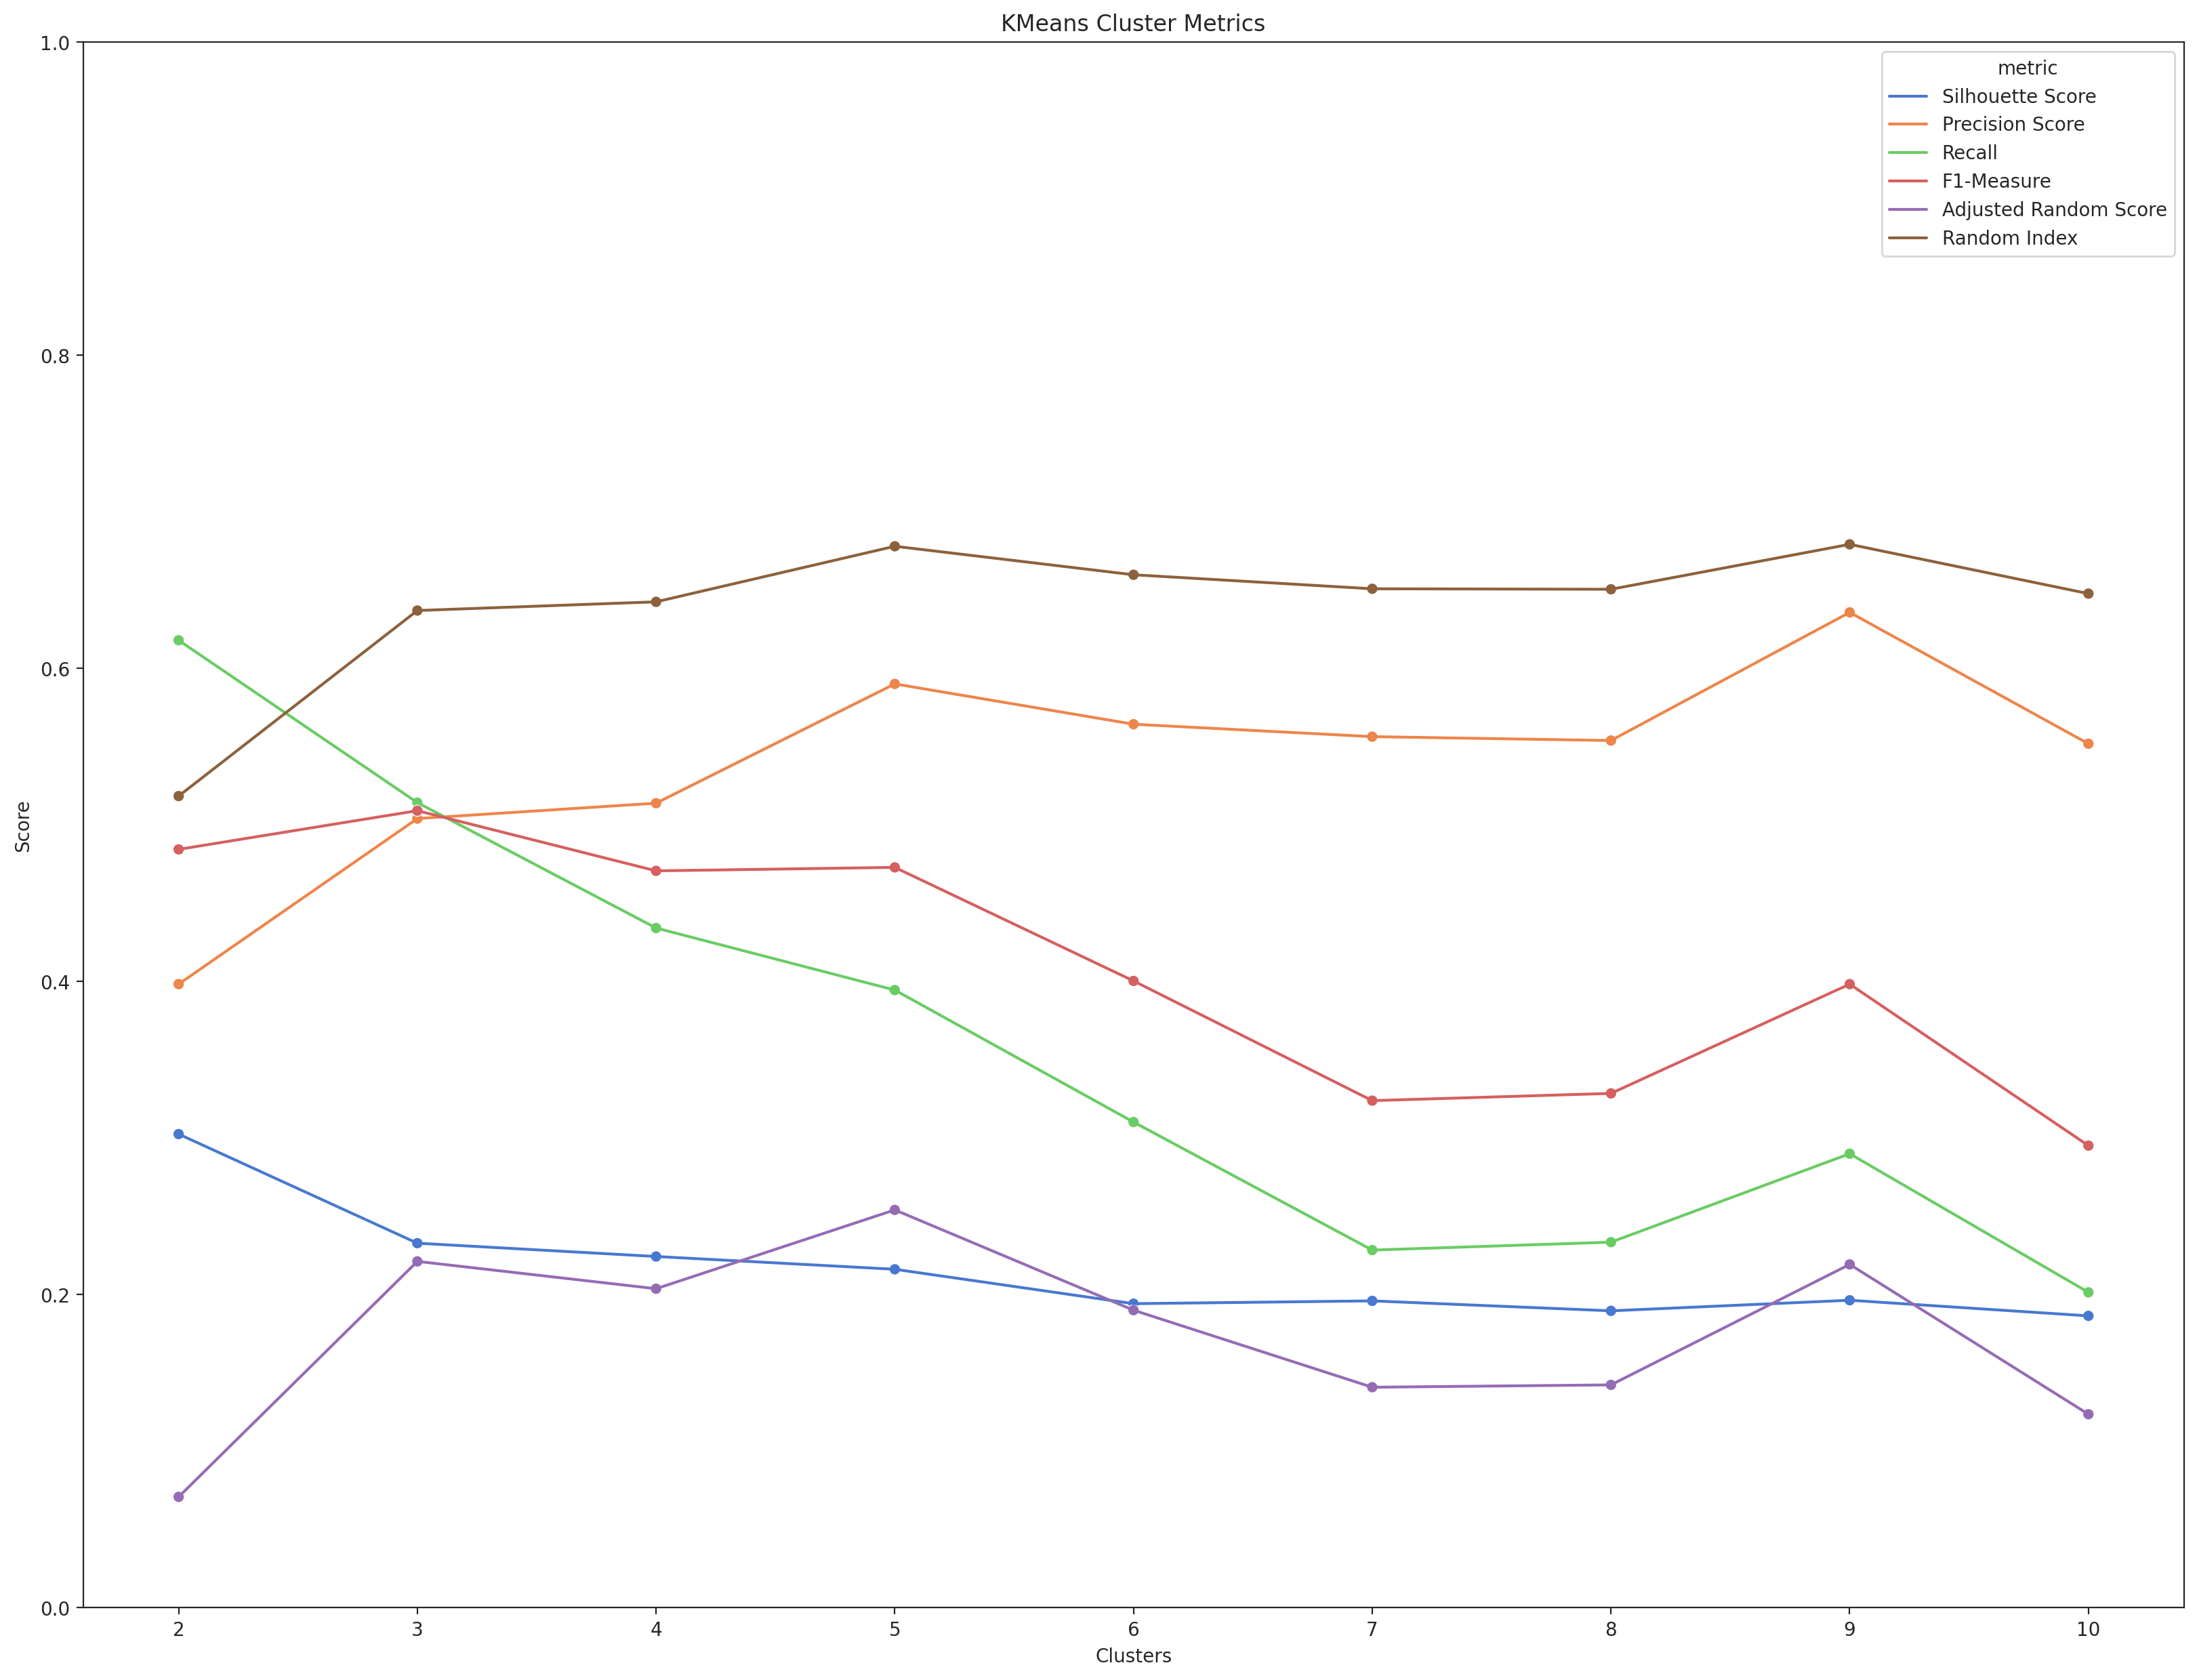 KMeans Cluster Metrics
metric
Silhouette Score
Precision Score
Recall
F1-Measure
Adjusted Random Score
Random Index
Score
1.0
0.8
0.6
0.4
0.2
0.0
2 3 4 5 6 7 8 9 10
Clusters